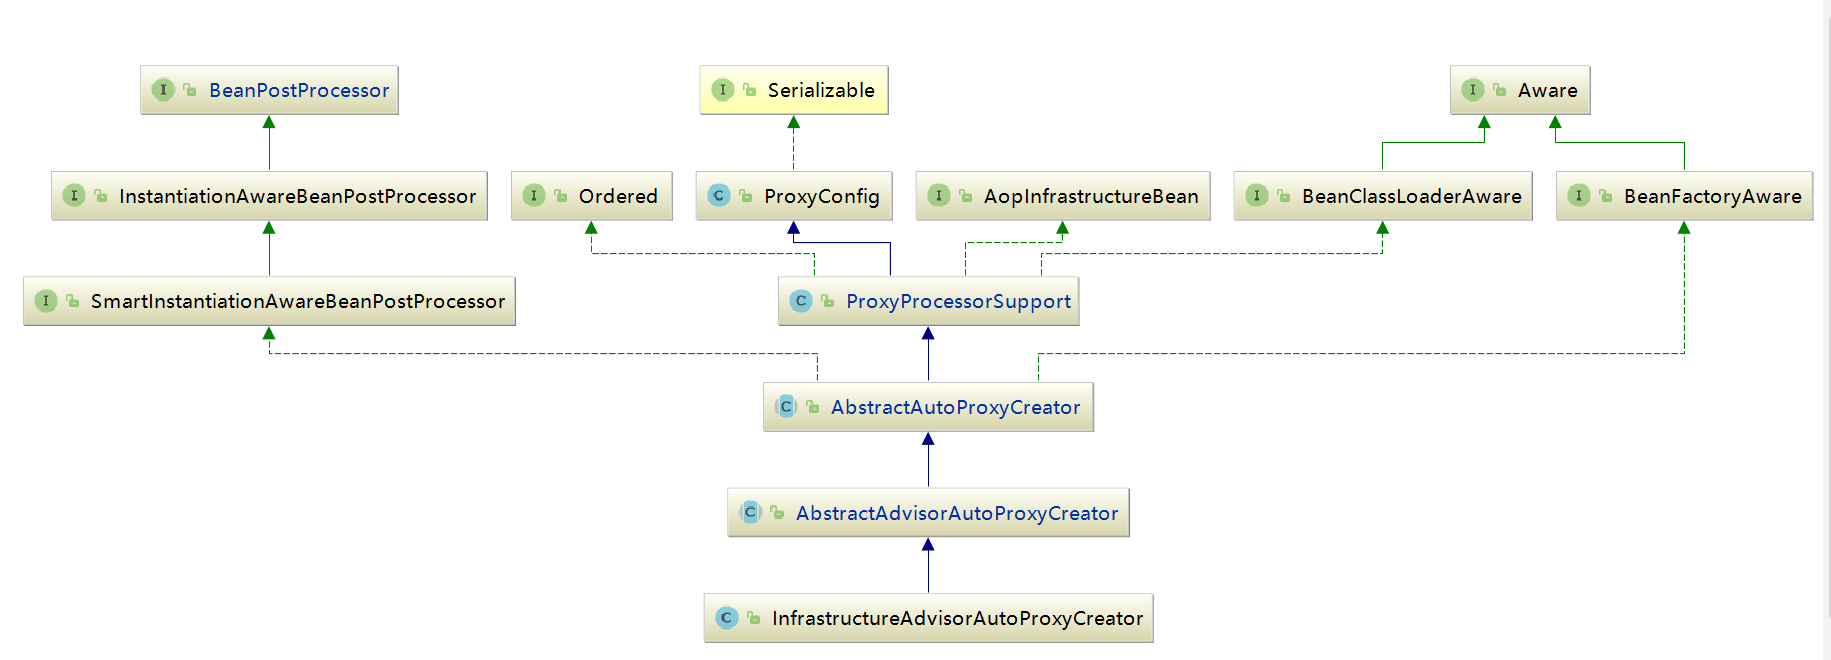 I BeanPostProcessor
I Serializable
I Aware
I InstantiationAwareBeanPostProcessor
I Ordered
C ProxyConfig
I AopInfrastructureBean
I BeanClassLoaderAware
I BeanFactoryAware
I SmartInstantiationAwareBeanPostProcessor
C ProxyProcessorSupport
C AbstractAutoProxyCreator
C AbstractAdvisorAutoProxyCreator
C InfrastructureAdvisorAutoProxyCreator